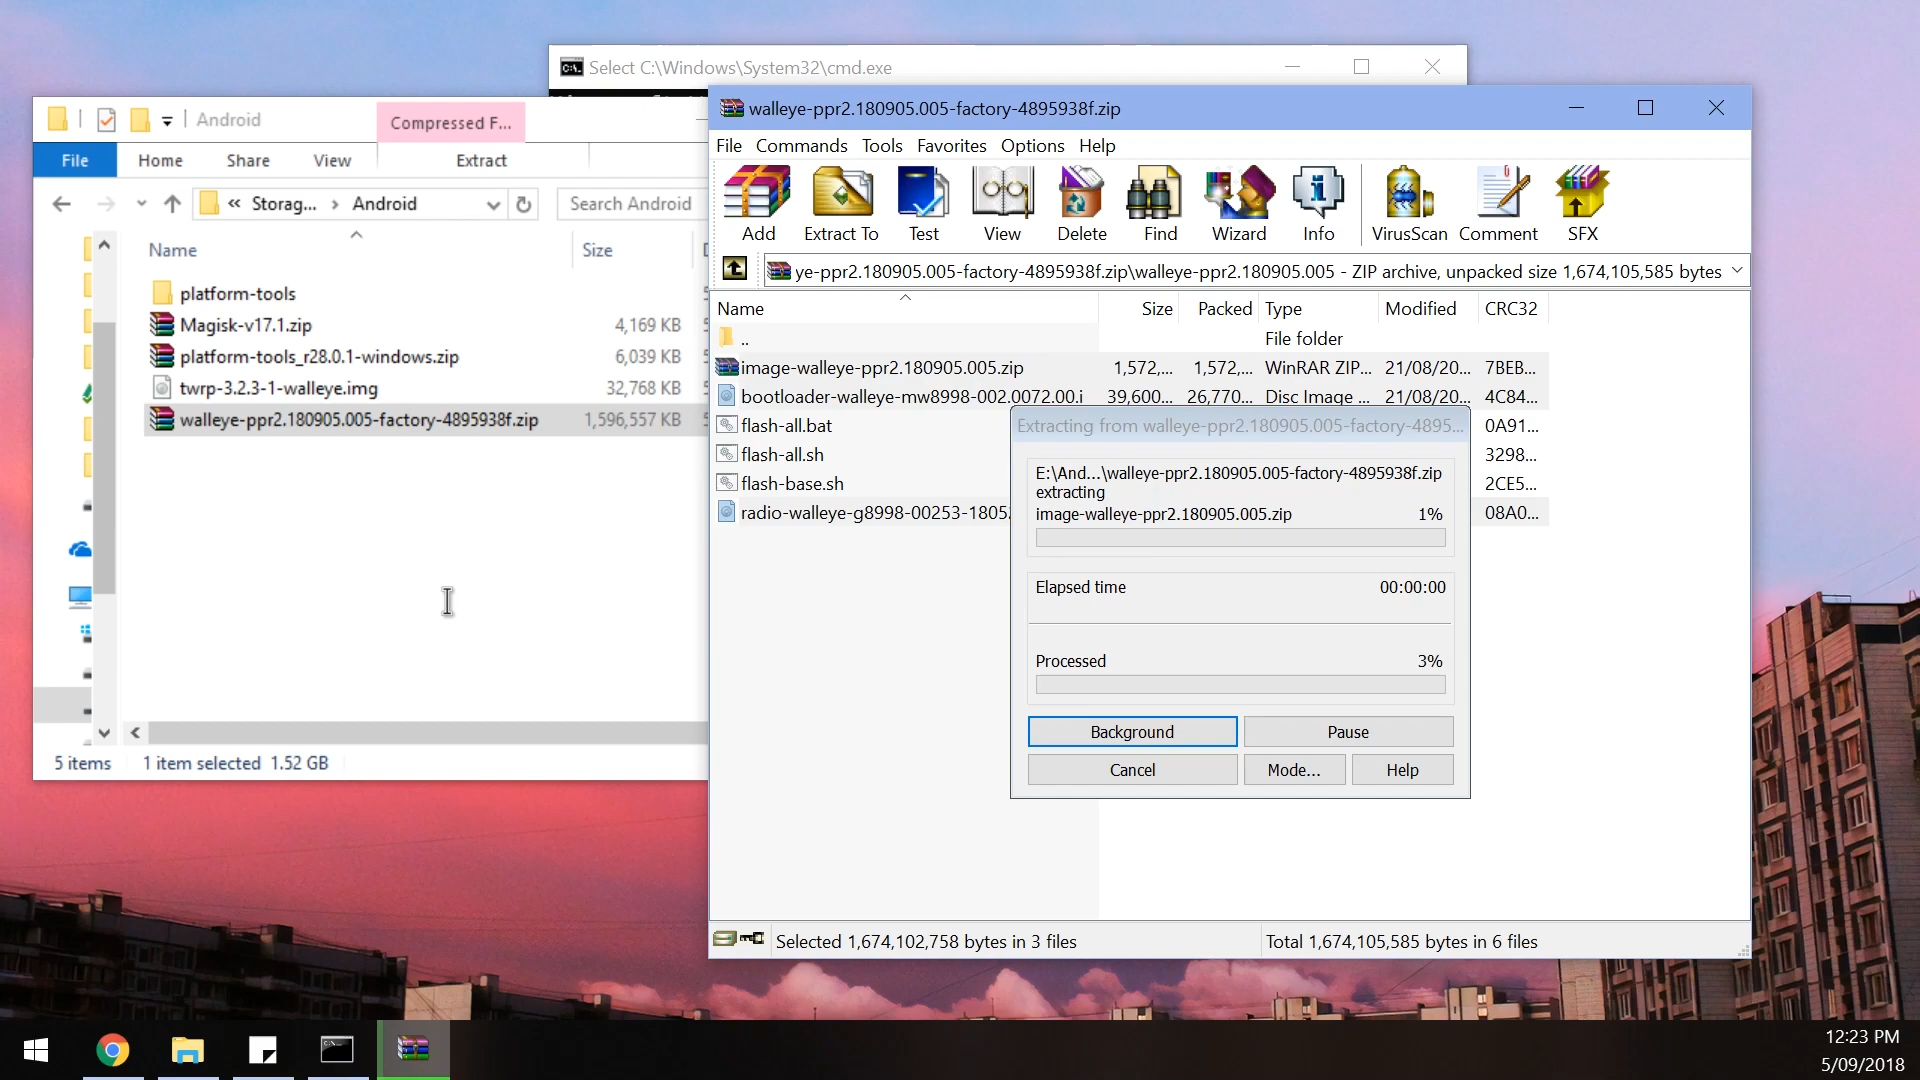 Select C:\Windows\System32\cmd.exe
Android
Compressed F...
File Home Share View Extract
« Storag... › Android
Search Android
Name Size
platform-tools
Magisk-v17.1.zip 4,169 KB
platform-tools_r28.0.1-windows.zip 6,039 KB
twrp-3.2.3-1-walleye.img 32,768 KB
walleye-ppr2.180905.005-factory-4895938f.zip 1,596,557 KB
5 items 1 item selected 1.52 GB
walleye-ppr2.180905.005-factory-4895938f.zip
File Commands Tools Favorites Options Help
Add Extract To Test View Delete Find Wizard Info VirusScan Comment SFX
ye-ppr2.180905.005-factory-4895938f.zip\walleye-ppr2.180905.005 - ZIP archive, unpacked size 1,674,105,585 bytes
Name Size Packed Type Modified CRC32
.. File folder
image-walleye-ppr2.180905.005.zip 1,572,... 1,572,... WinRAR ZIP... 21/08/20... 7BEB...
bootloader-walleye-mw8998-002.0072.00.i 39,600... 26,770... Disc Image ... 21/08/20... 4C84...
flash-all.bat 0A91...
flash-all.sh 3298...
flash-base.sh 2CE5...
radio-walleye-g8998-00253-1805 08A0...
Extracting from walleye-ppr2.180905.005-factory-4895...
E:\And...\walleye-ppr2.180905.005-factory-4895938f.zip
extracting
image-walleye-ppr2.180905.005.zip 1%
Elapsed time 00:00:00
Processed 3%
Background Pause
Cancel Mode... Help
Selected 1,674,102,758 bytes in 3 files Total 1,674,105,585 bytes in 6 files
12:23 PM
5/09/2018